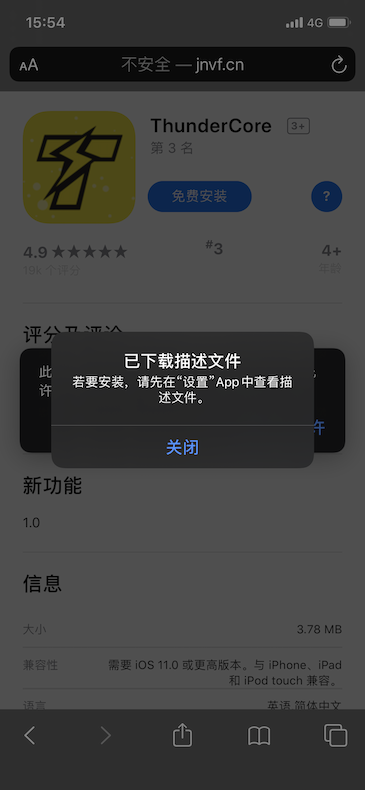 15:54
4G
AA
不安全 — jnvf.cn
ThunderCore
3+
第 3 名
免费安装
?
4.9 ★★★★★
#3
4+
19k 个评分
年龄
评分及评论
已下载描述文件
此
若要安装，请先在“设置”App中查看描
许
述文件。
许
关闭
新功能
1.0
信息
大小
3.78 MB
兼容性
需要 iOS 11.0 或更高版本。与 iPhone、iPad
和 iPod touch 兼容。
语言
英语 简体中文